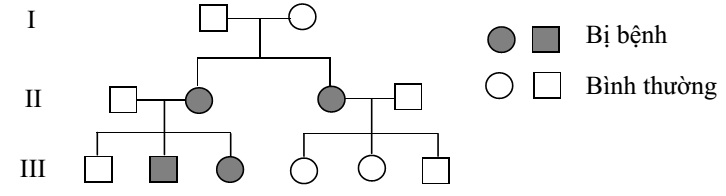 I
Bị bệnh
Bình thường
II
III